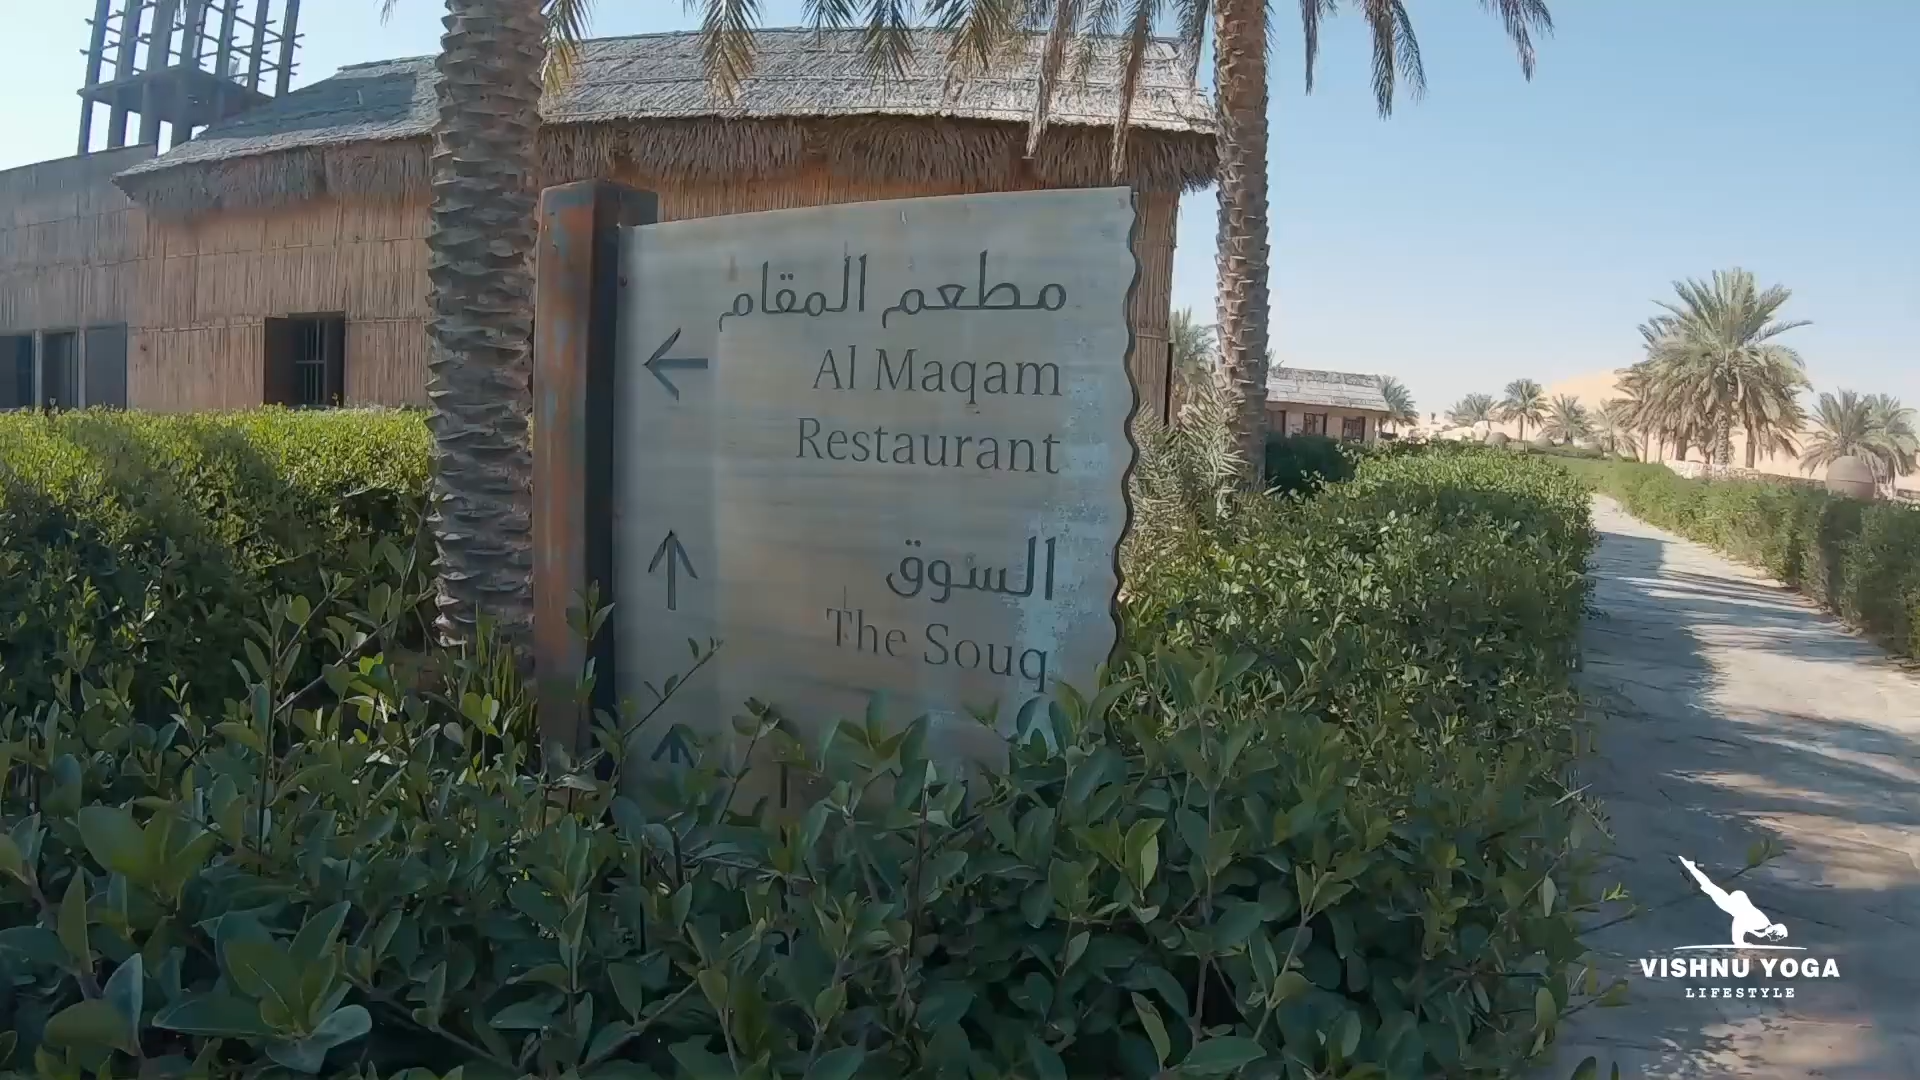 مطعم المقام
Al Maqam
Restaurant
السوق
The Souq
VISHNU YOGA
LIFESTYLE